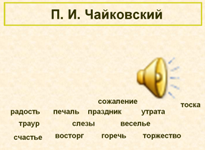 П. И. Чайковский
сожаление
тоска
радость печаль праздник утрата
траур слезы веселье
счастье восторг горечь торжество